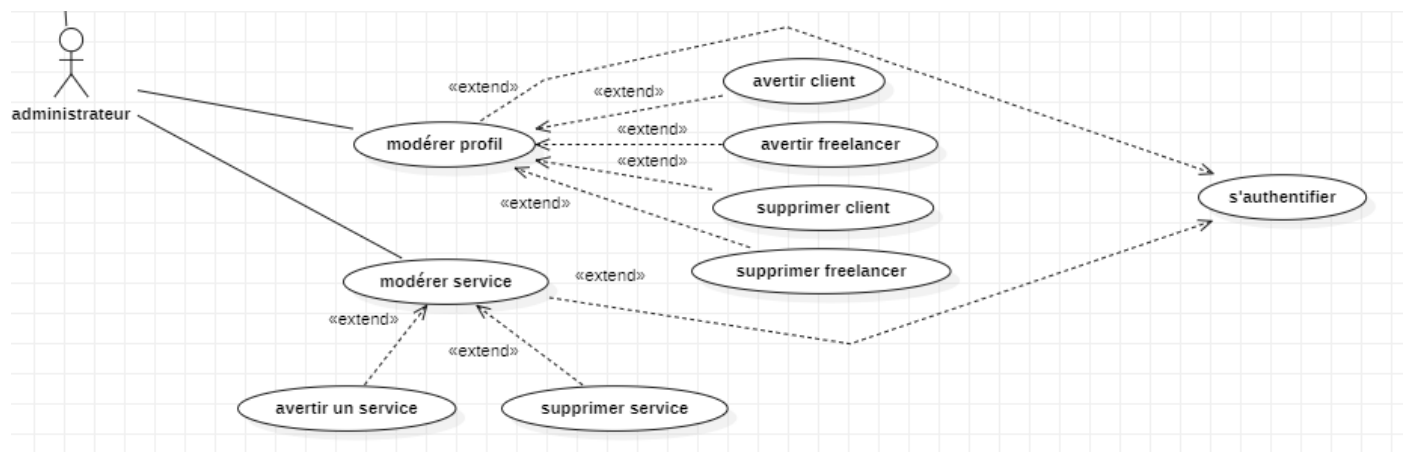 «extend»
avertir client
«extend»
administrateur
«extend»
modérer profil
avertir freelancer
«extend»
s'authentifier
«extend»
supprimer client
supprimer freelancer
«extend»
modérer service
«extend»
«extend»
avertir un service
supprimer service